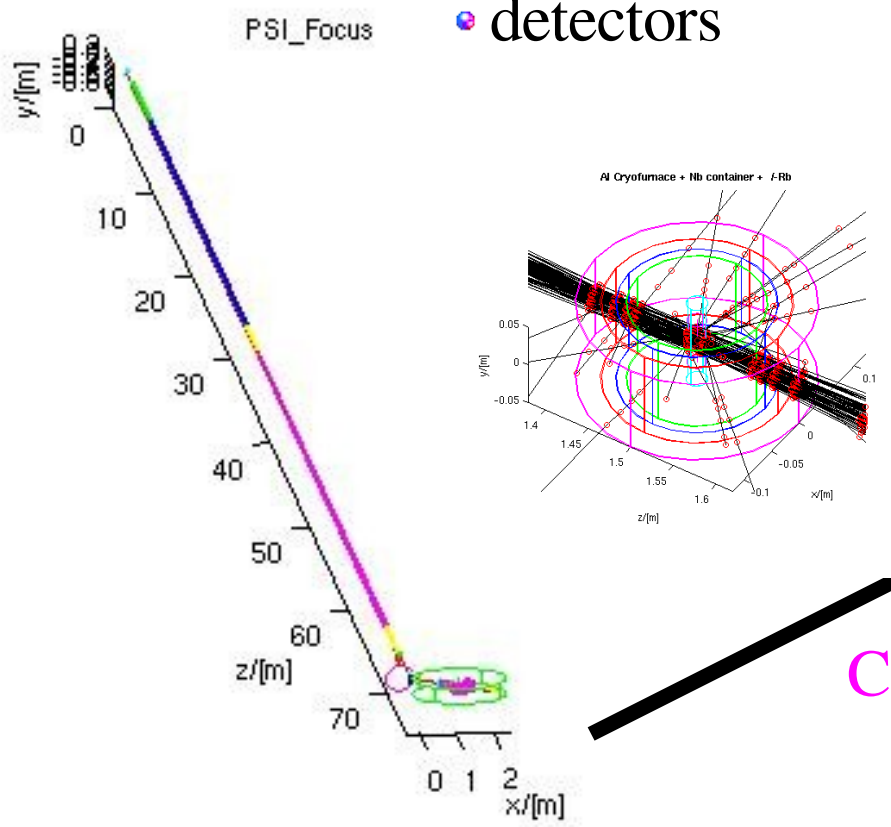 PSI_Focus
detectors
y/[m]
0
10
20
30
40
50
60
70
z/[m]
0 1 2
x/[m]
Al Cryofurnace + Nb container + l-Rb
0.05
0
-0.05
y/[m]
1.4
1.45
1.5
1.55
1.6
z/[m]
0.1
0
-0.05
-0.1
x/[m]
C